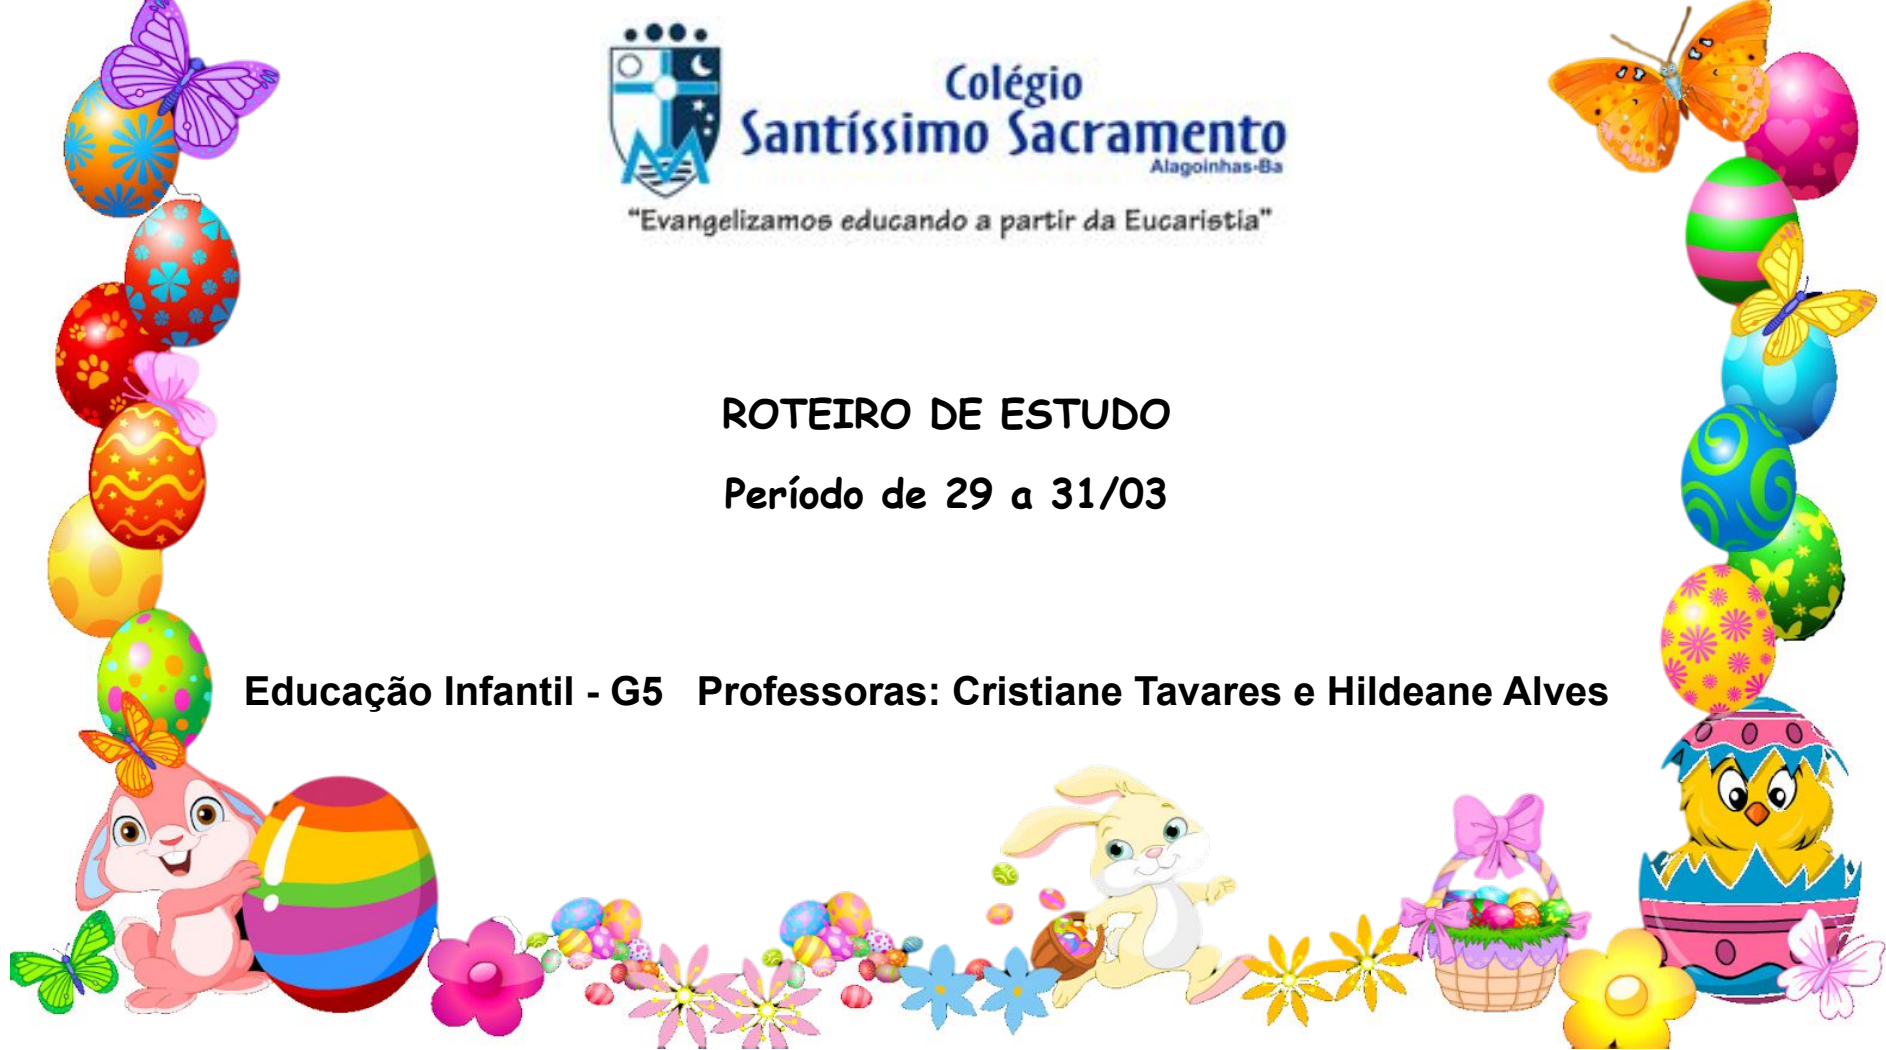 Colégio
Santíssimo Sacramento
Alagoinhas-Ba
"Evangelizamos educando a partir da Eucaristia"
ROTEIRO DE ESTUDO
Período de 29 a 31/03
Educação Infantil - G5 Professoras: Cristiane Tavares e Hildeane Alves